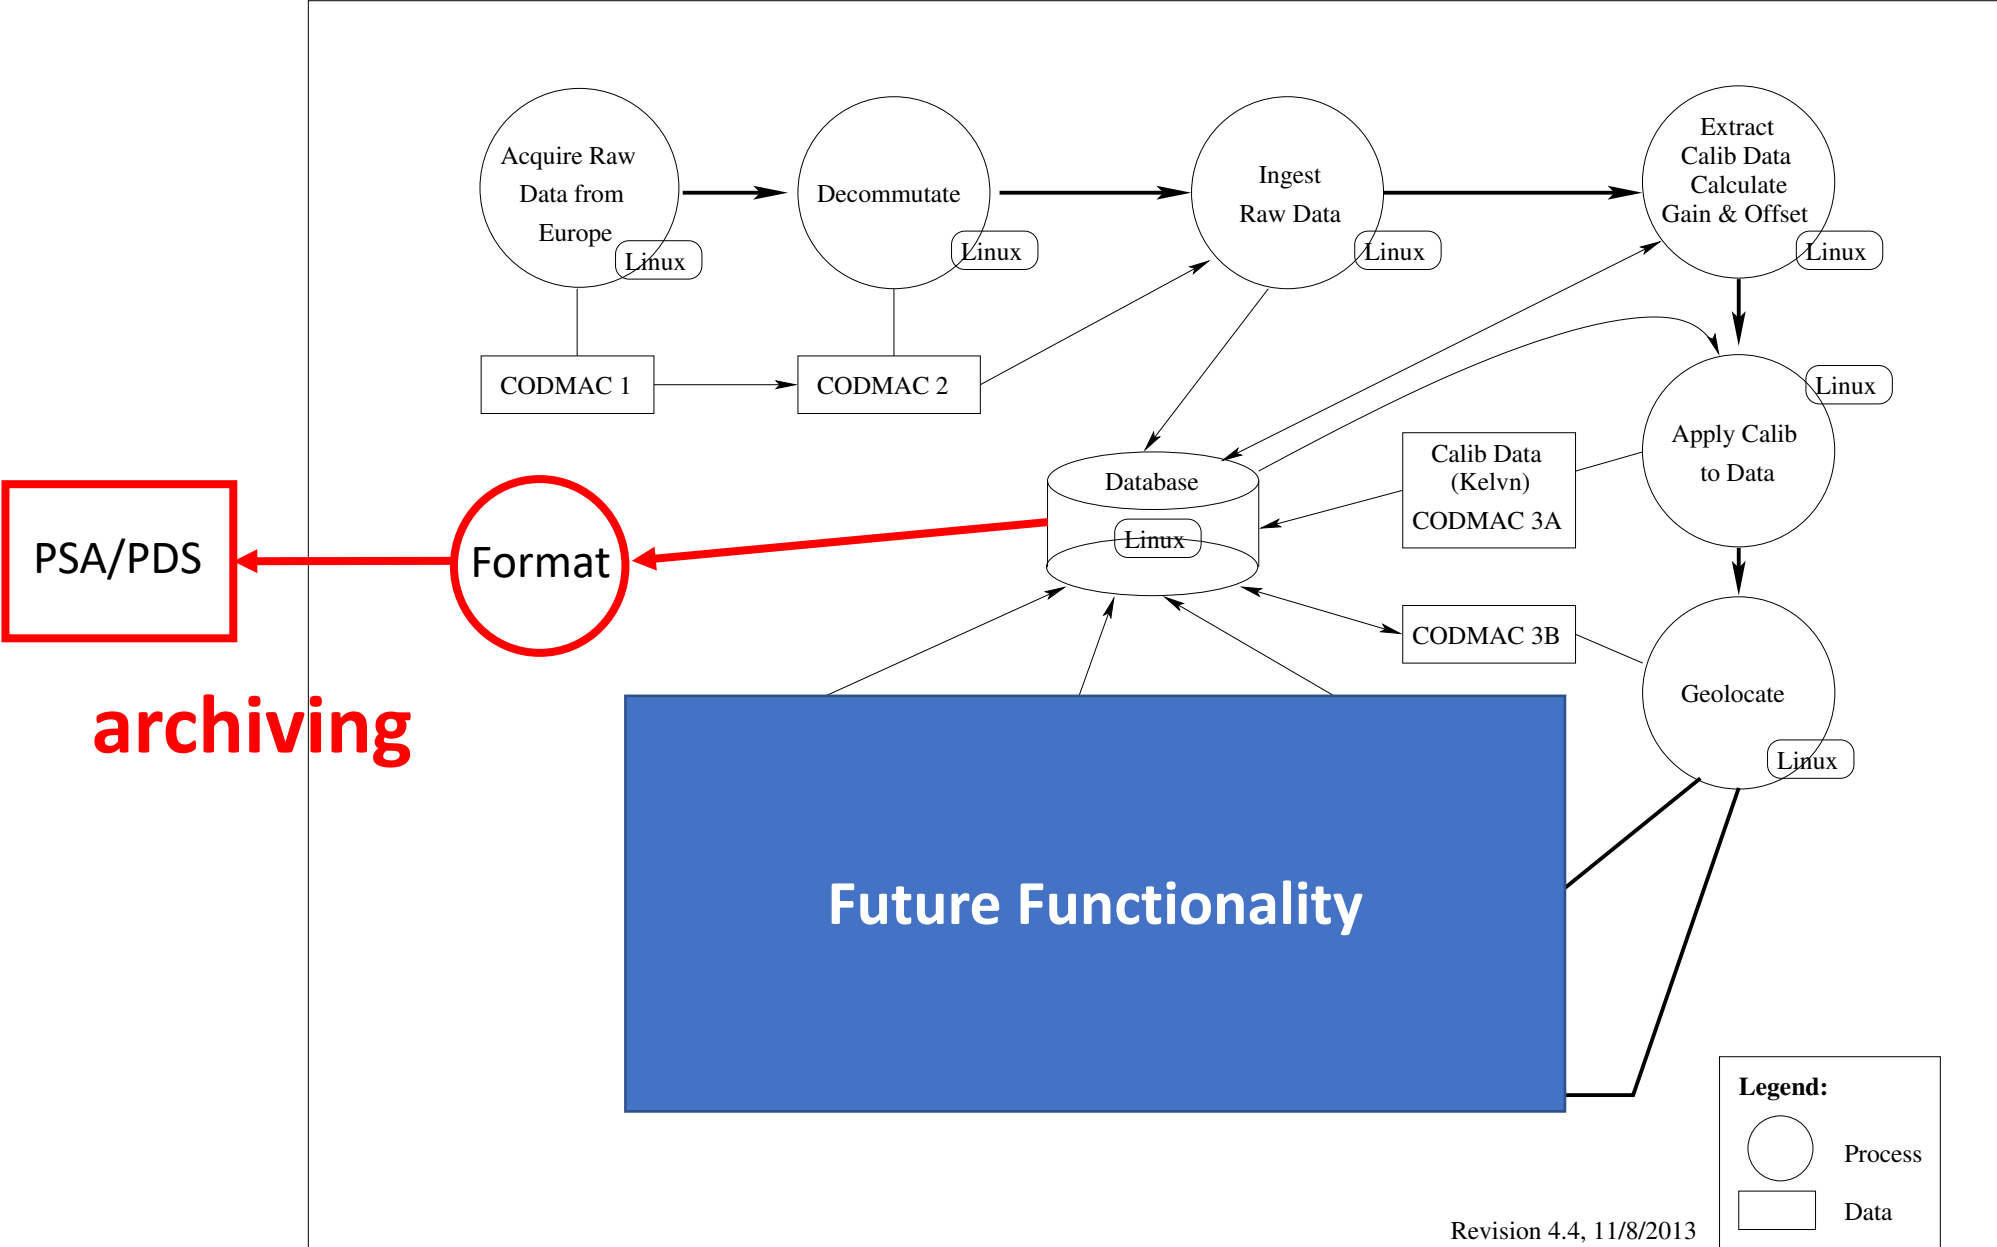 Acquire Raw
Data from
Europe
Linux
Decommutate
Linux
Ingest
Raw Data
Linux
Extract
Calib Data
Calculate
Gain & Offset
Linux
CODMAC 1
CODMAC 2
Linux
Apply Calib
to Data
Calib Data
(Kelvn)
CODMAC 3A
Database
Linux
PSA/PDS
Format
archiving
CODMAC 3B
Geolocate
Linux
Future Functionality
Legend:
Process
Data
Revision 4.4, 11/8/2013